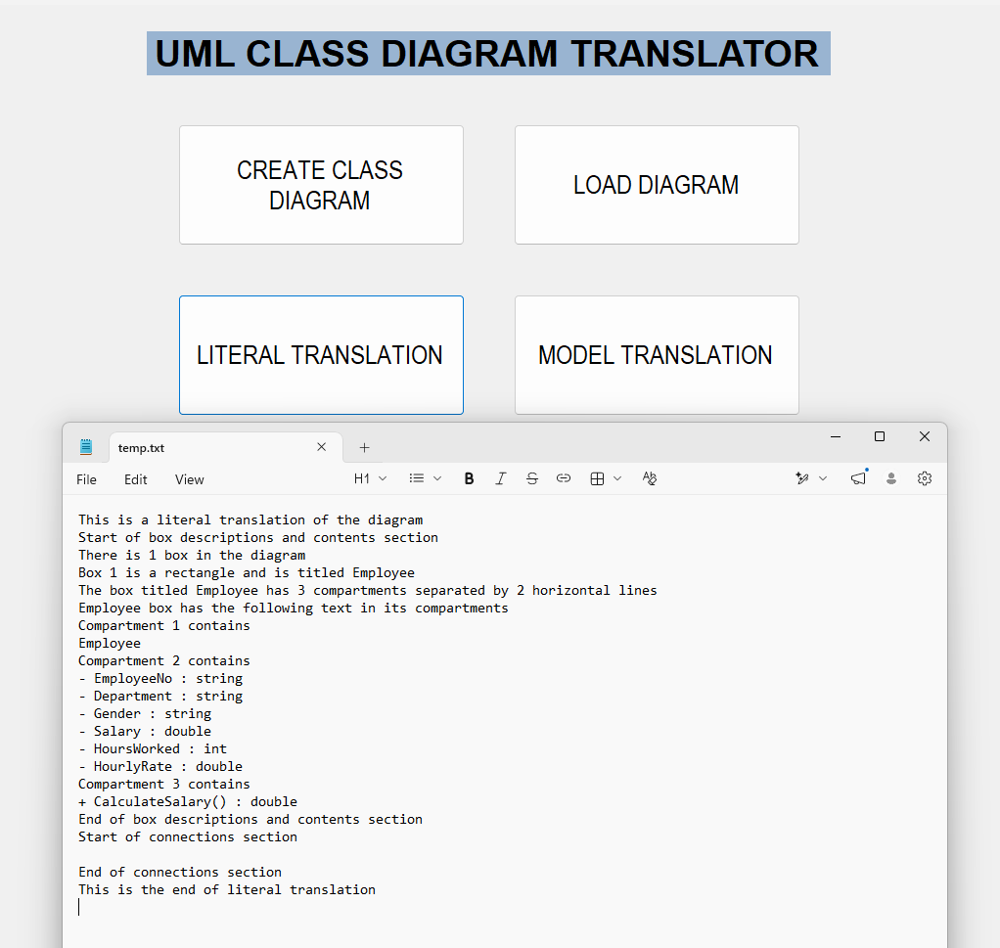 UML CLASS DIAGRAM TRANSLATOR
CREATE CLASS
DIAGRAM
LOAD DIAGRAM
LITERAL TRANSLATION
MODEL TRANSLATION
temp.txt
File Edit View H1 B I S
This is a literal translation of the diagram
Start of box descriptions and contents section
There is 1 box in the diagram
Box 1 is a rectangle and is titled Employee
The box titled Employee has 3 compartments separated by 2 horizontal lines
Employee box has the following text in its compartments
Compartment 1 contains
Employee
Compartment 2 contains
- EmployeeNo : string
- Department : string
- Gender : string
- Salary : double
- HoursWorked : int
- HourlyRate : double
Compartment 3 contains
+ CalculateSalary() : double
End of box descriptions and contents section
Start of connections section
End of connections section
This is the end of literal translation